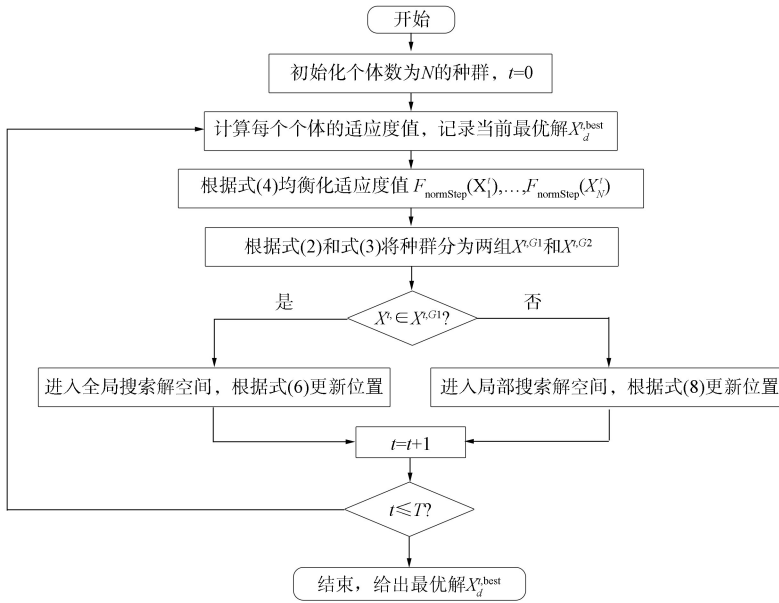 开始
初始化个体数为N的种群，t=0
计算每个个体的适应度值，记录当前最优解X_d^{t,best}
根据式(4)均衡化适应度值 F_{normStep}(X_1^t),…,F_{normStep}(X_N^t)
根据式(2)和式(3)将种群分为两组X^{t,G1}和X^{t,G2}
X^{t,}∈X^{t,G1}?
是
否
进入全局搜索解空间，根据式(6)更新位置
进入局部搜索解空间，根据式(8)更新位置
t=t+1
t≤T?
结束，给出最优解X_d^{t,best}